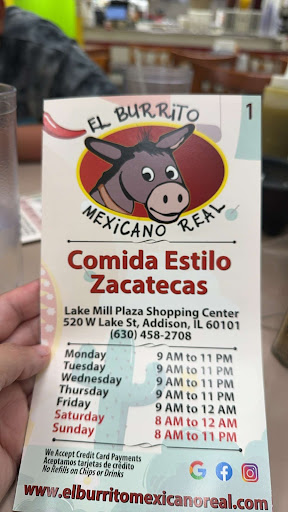 1
EL BURRITO
MEXICANO REAL
Comida Estilo
Zacatecas
Lake Mill Plaza Shopping Center
520 W Lake St, Addison, IL 60101
(630) 458-2708
Monday 9 AM to 11 PM
Tuesday 9 AM to 11 PM
Wednesday 9 AM to 11 PM
Thursday 9 AM to 11 PM
Friday 9 AM to 12 AM
Saturday 8 AM to 12 AM
Sunday 8 AM to 11 PM
We Accept Credit Card Payments
Aceptamos tarjetas de crédito
No Refills on Chips or Drinks
www.elburritomexicanoreal.com